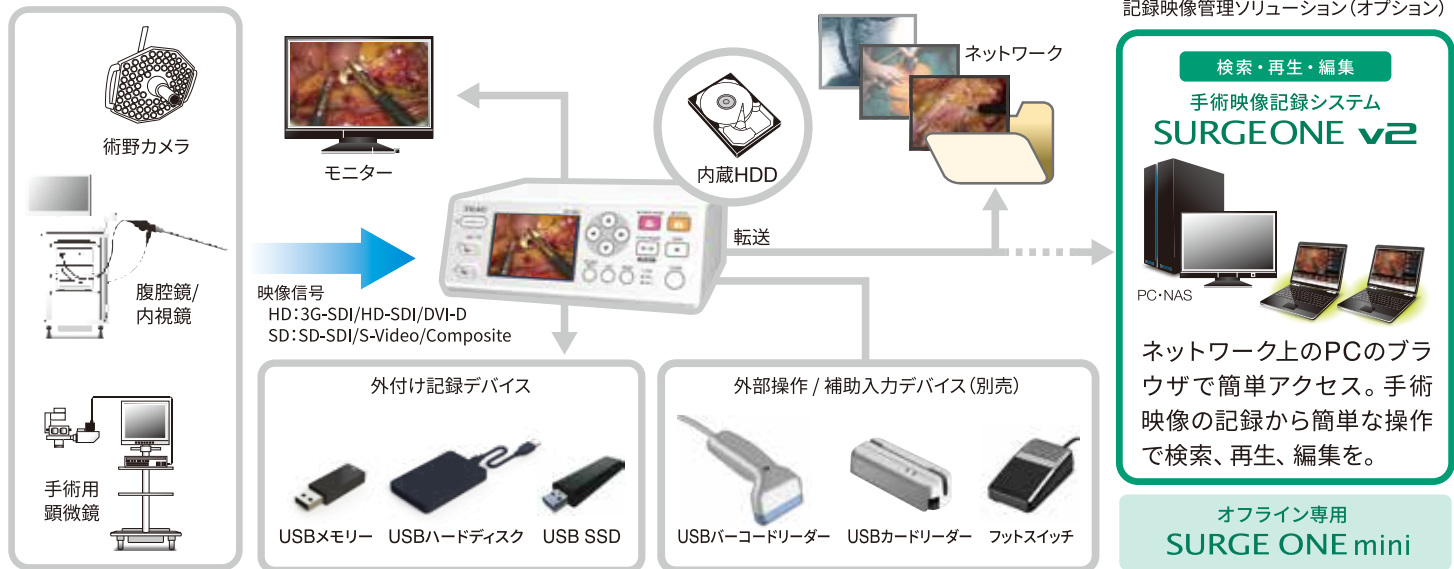 記録映像管理ソリューション（オプション）
術野カメラ
腹腔鏡/
内視鏡
手術用
顕微鏡
モニター
内蔵HDD
ネットワーク
転送
映像信号
HD：3G-SDI/HD-SDI/DVI-D
SD：SD-SDI/S-Video/Composite
外付け記録デバイス
USBメモリー
USBハードディスク
USB SSD
外部操作 / 補助入力デバイス（別売）
USBバーコードリーダー
USBカードリーダー
フットスイッチ
検索・再生・編集
手術映像記録システム
SURGEONE v2
PC・NAS
ネットワーク上のPCのブラ
ウザで簡単アクセス。手術
映像の記録から簡単な操作
で検索、再生、編集を。
オフライン専用
SURGE ONE mini